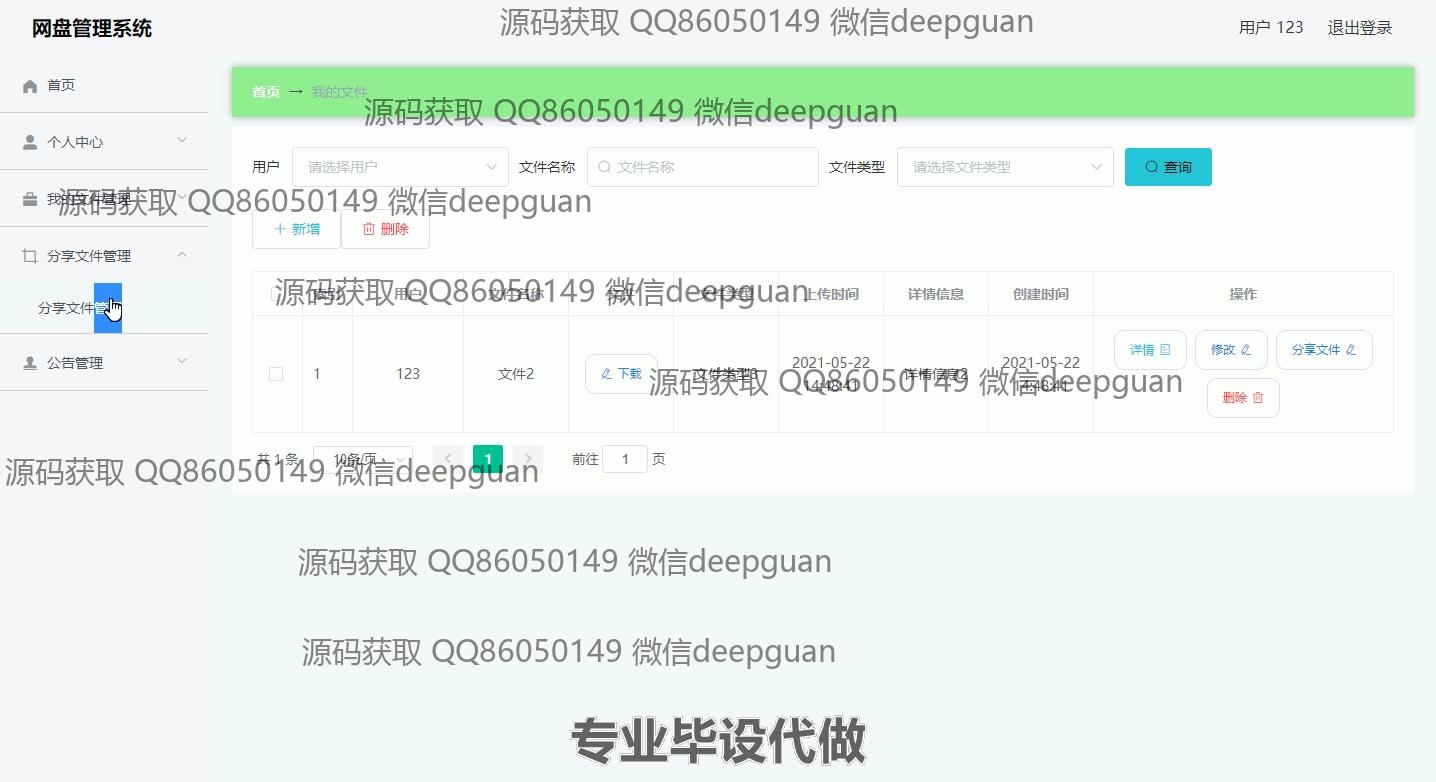 网盘管理系统
源码获取 QQ86050149 微信deepguan
用户 123 退出登录
首页
首页 → 我的文件
源码获取 QQ86050149 微信deepguan
个人中心
用户 请选择用户 文件名称 文件名称 文件类型 请选择文件类型 查询
我的文件管理
源码获取 QQ86050149 微信deepguan
新增 删除
分享文件管理
源码获取 QQ86050149 微信deepguan
用户 文件名称 文件类型 上传时间 详情信息 创建时间 操作
分享文件管
1 123 文件2 下载 文件类型3 2021-05-22 14:48:41 详情信息2 2021-05-22 14:48:41 详情 修改 分享文件
删除
公告管理
源码获取 QQ86050149 微信deepguan
共 1 条 10条/页 1 前往 1 页
源码获取 QQ86050149 微信deepguan
源码获取 QQ86050149 微信deepguan
源码获取 QQ86050149 微信deepguan
专业毕设代做